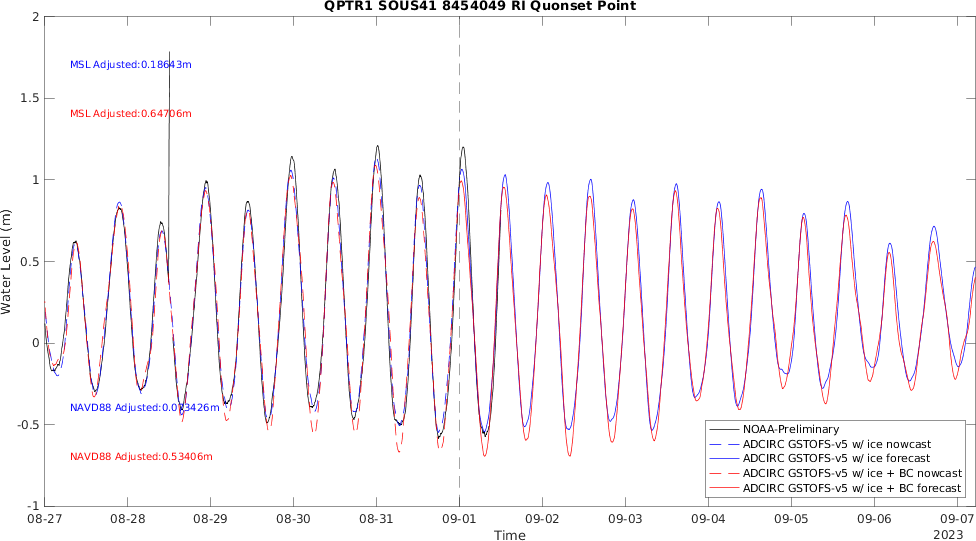 QPTR1 SOUS41 8454049 RI Quonset Point
2
MSL Adjusted:0.18643m
1.5
MSL Adjusted:0.64706m
1
0.5
Water Level (m)
0
NAVD88 Adjusted:0.073426m
-0.5
NAVD88 Adjusted:0.53406m
NOAA-Preliminary
ADCIRC GSTOFS-v5 w/ ice nowcast
ADCIRC GSTOFS-v5 w/ ice forecast
ADCIRC GSTOFS-v5 w/ ice + BC nowcast
ADCIRC GSTOFS-v5 w/ ice + BC forecast
-1
08-27 08-28 08-29 08-30 08-31 09-01 09-02 09-03 09-04 09-05 09-06 09-07
Time
2023